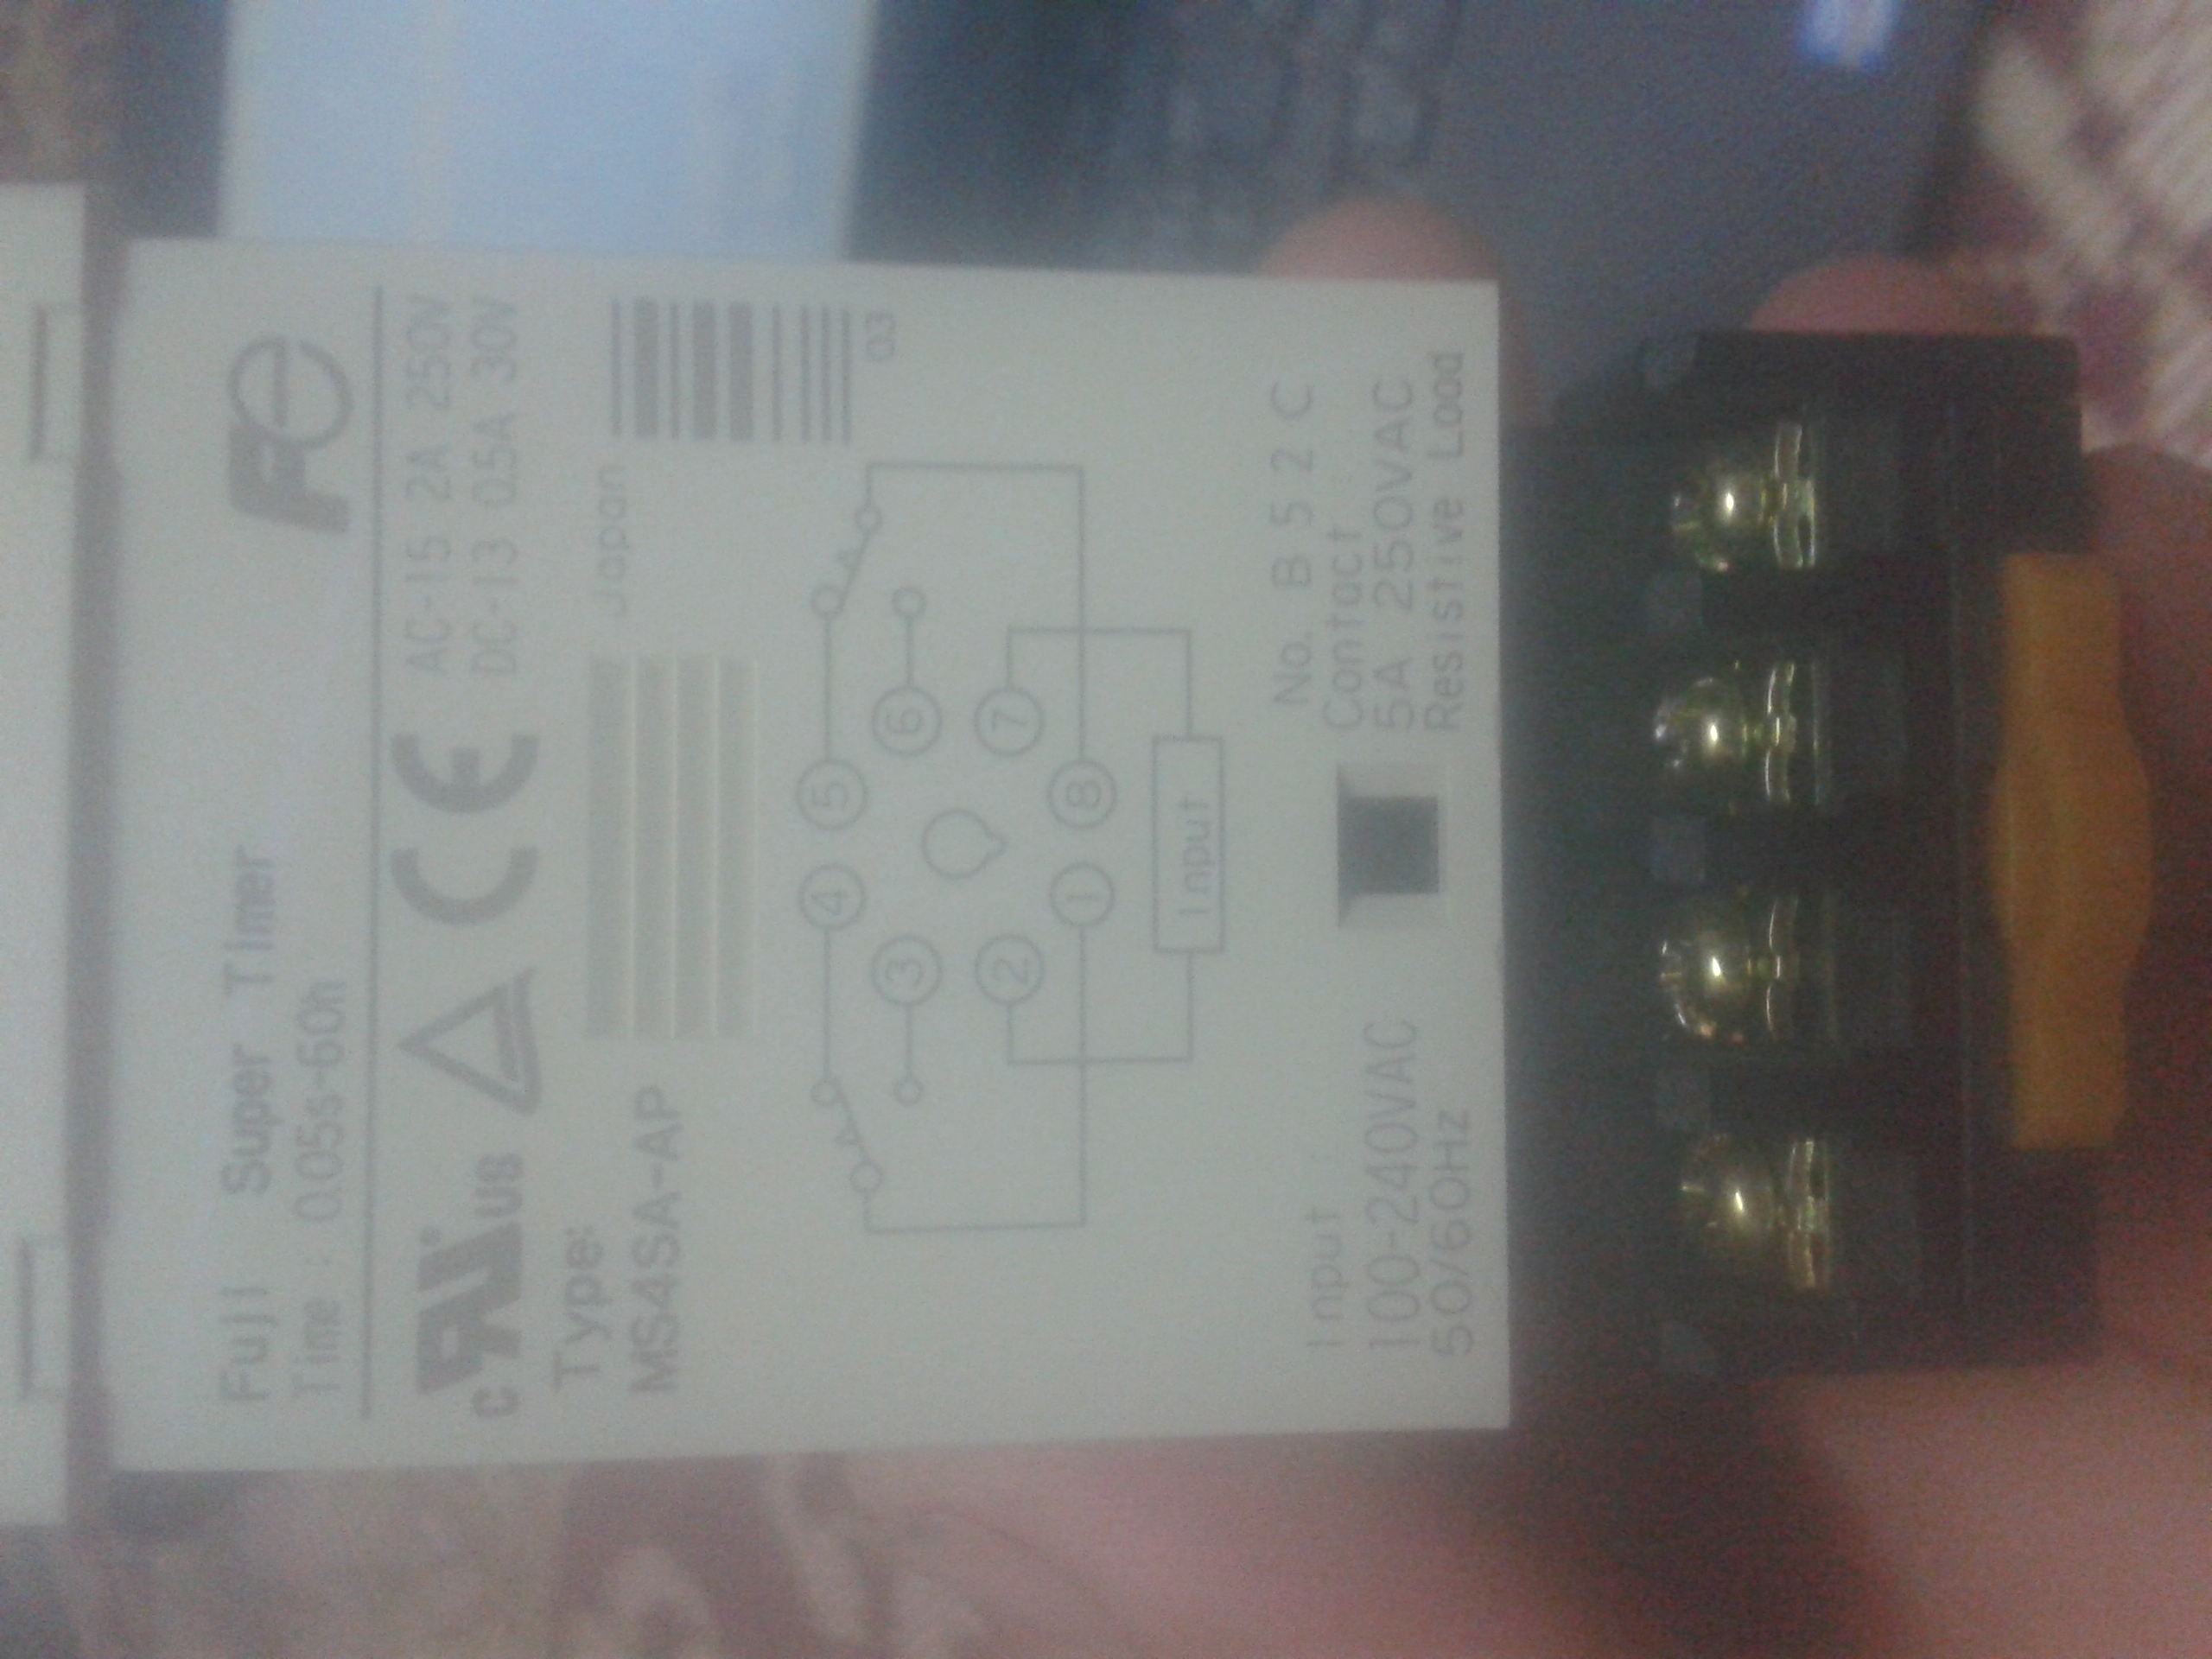 Fuji Super Timer
Time : 0.05s-60h
Fe
c UR us
CE
AC-15 2A 250V
DC-13 0.5A 30V
Type:
MS4SA-AP
Japan
03
4 5
3 6
2 7
1 8
Input
Input :
100-240VAC
50/60Hz
No. B 5 2 C
Contact :
5A 250VAC
Resistive Load